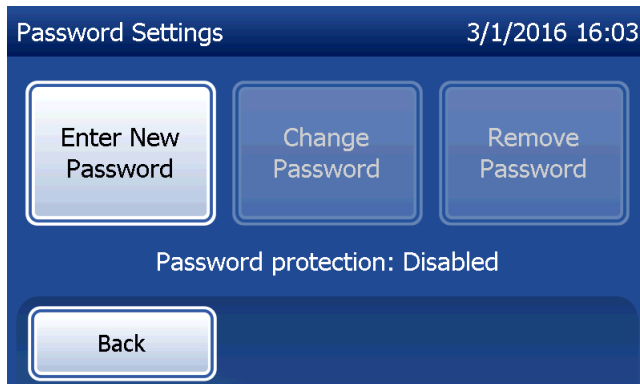 Password Settings 3/1/2016 16:03
Enter New
Password
Change
Password
Remove
Password
Password protection: Disabled
Back